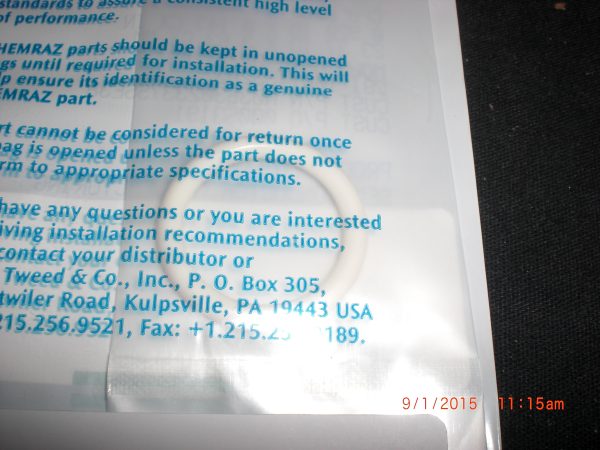 standards to assure a consistent high level
of performance.
HEMRAZ parts should be kept in unopened
gs until required for installation. This will
lp ensure its identification as a genuine
EMRAZ part.
rt cannot be considered for return once
bag is opened unless the part does not
rm to appropriate specifications.
have any questions or you are interested
iving installation recommendations,
contact your distributor or
Tweed & Co., Inc., P. O. Box 305,
twiler Road, Kulpsville, PA 19443 USA
215.256.9521, Fax: +1.215.2 189.
9/1/2015 11:15am